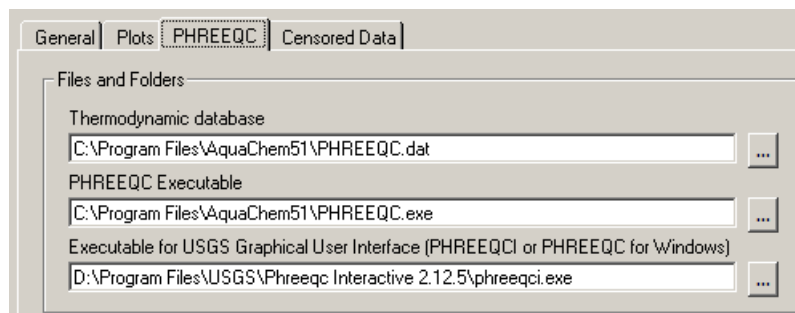 General Plots PHREEQC Censored Data
Files and Folders
Thermodynamic database
C:\Program Files\AquaChem51\PHREEQC.dat
...
PHREEQC Executable
C:\Program Files\AquaChem51\PHREEQC.exe
...
Executable for USGS Graphical User Interface (PHREEQCI or PHREEQC for Windows)
D:\Program Files\USGS\Phreeqc Interactive 2.12.5\phreeqci.exe
...